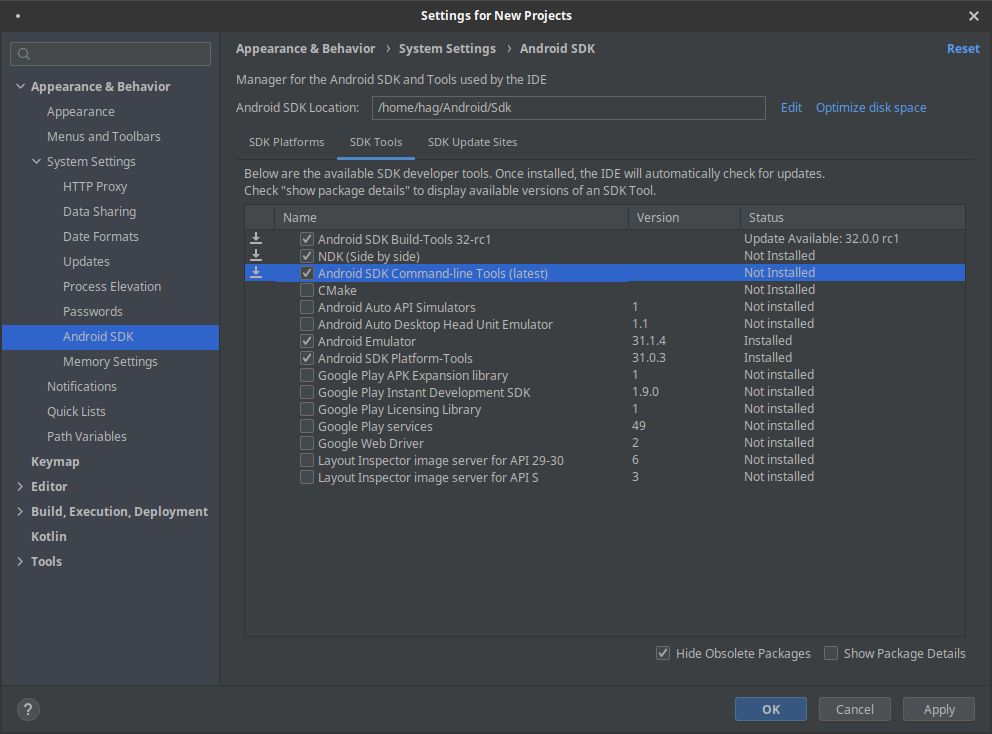 Settings for New Projects
Appearance & Behavior › System Settings › Android SDK Reset
Appearance & Behavior
Appearance
Menus and Toolbars
System Settings
HTTP Proxy
Data Sharing
Date Formats
Updates
Process Elevation
Passwords
Android SDK
Memory Settings
Notifications
Quick Lists
Path Variables
Keymap
Editor
Build, Execution, Deployment
Kotlin
Tools
Manager for the Android SDK and Tools used by the IDE
Android SDK Location: /home/hag/Android/Sdk Edit Optimize disk space
SDK Platforms SDK Tools SDK Update Sites
Below are the available SDK developer tools. Once installed, the IDE will automatically check for updates.
Check "show package details" to display available versions of an SDK Tool.
Name Version Status
Android SDK Build-Tools 32-rc1 Update Available: 32.0.0 rc1
NDK (Side by side) Not Installed
Android SDK Command-line Tools (latest) Not Installed
CMake Not Installed
Android Auto API Simulators 1 Not installed
Android Auto Desktop Head Unit Emulator 1.1 Not installed
Android Emulator 31.1.4 Installed
Android SDK Platform-Tools 31.0.3 Installed
Google Play APK Expansion library 1 Not installed
Google Play Instant Development SDK 1.9.0 Not installed
Google Play Licensing Library 1 Not installed
Google Play services 49 Not installed
Google Web Driver 2 Not installed
Layout Inspector image server for API 29-30 6 Not installed
Layout Inspector image server for API S 3 Not installed
Hide Obsolete Packages Show Package Details
? OK Cancel Apply